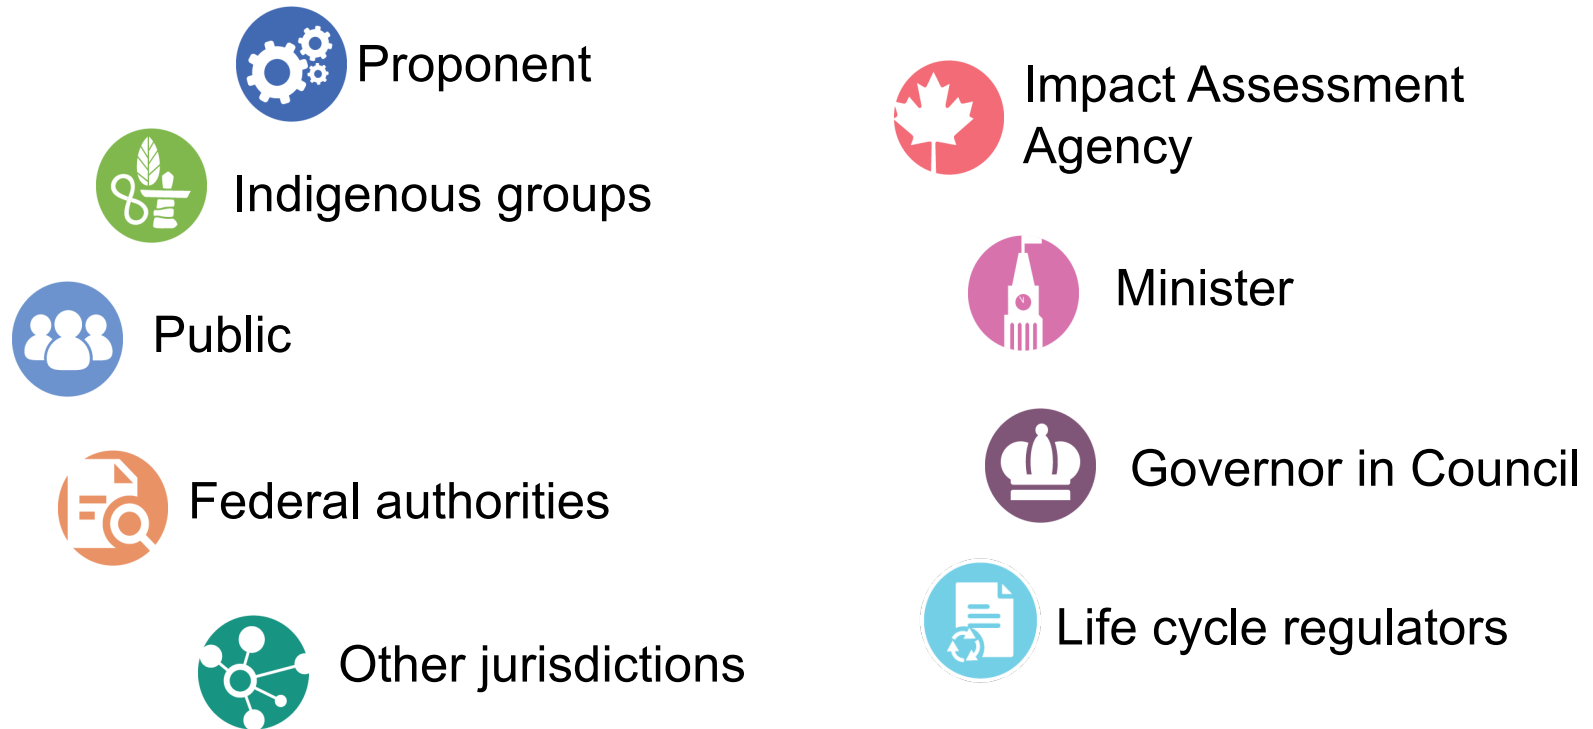 Proponent
Indigenous groups
Public
Federal authorities
Other jurisdictions
Impact Assessment
Agency
Minister
Governor in Council
Life cycle regulators